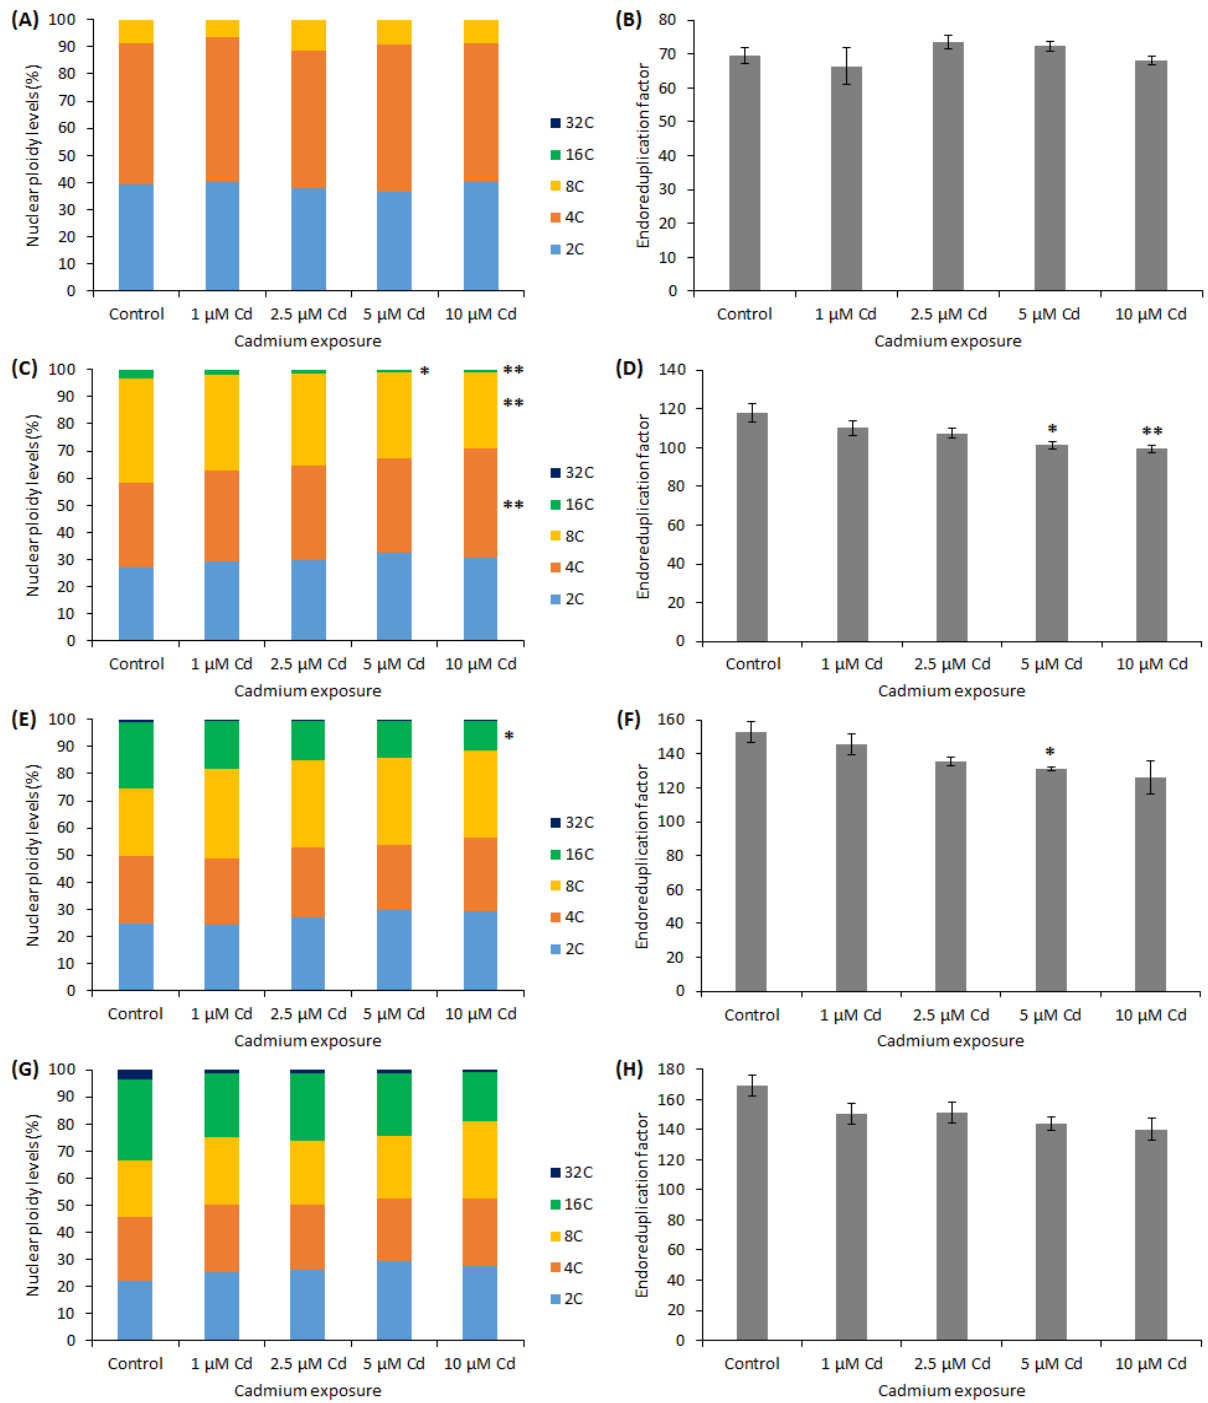 (A)
100
90
80
70
60
50
40
30
20
10
0
Nuclear ploidy levels (%)
Control 1 µM Cd 2.5 µM Cd 5 µM Cd 10 µM Cd
Cadmium exposure
32C
16C
8C
4C
2C
(B)
80
70
60
50
40
30
20
10
0
Endoreduplication factor
Control 1 µM Cd 2.5 µM Cd 5 µM Cd 10 µM Cd
Cadmium exposure
(C)
100
90
80
70
60
50
40
30
20
10
0
Nuclear ploidy levels (%)
* **
**
**
Control 1 µM Cd 2.5 µM Cd 5 µM Cd 10 µM Cd
Cadmium exposure
32C
16C
8C
4C
2C
(D)
140
120
100
80
60
40
20
0
Endoreduplication factor
* **
Control 1 µM Cd 2.5 µM Cd 5 µM Cd 10 µM Cd
Cadmium exposure
(E)
100
90
80
70
60
50
40
30
20
10
0
Nuclear ploidy levels (%)
*
Control 1 µM Cd 2.5 µM Cd 5 µM Cd 10 µM Cd
Cadmium exposure
32C
16C
8C
4C
2C
(F)
160
140
120
100
80
60
40
20
0
Endoreduplication factor
*
Control 1 µM Cd 2.5 µM Cd 5 µM Cd 10 µM Cd
Cadmium exposure
(G)
100
90
80
70
60
50
40
30
20
10
0
Nuclear ploidy levels (%)
Control 1 µM Cd 2.5 µM Cd 5 µM Cd 10 µM Cd
Cadmium exposure
32C
16C
8C
4C
2C
(H)
180
160
140
120
100
80
60
40
20
0
Endoreduplication factor
Control 1 µM Cd 2.5 µM Cd 5 µM Cd 10 µM Cd
Cadmium exposure